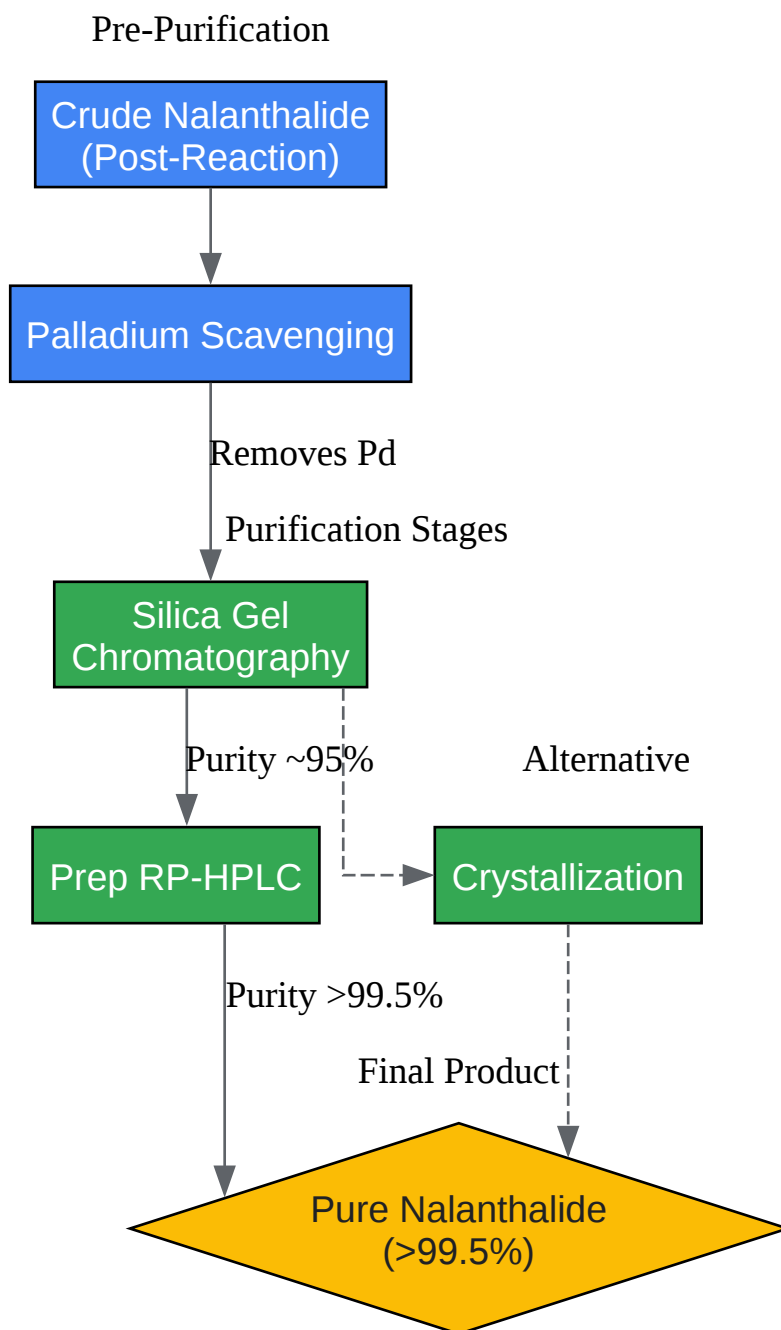 Pre-Purification
Crude Nalanthalide
(Post-Reaction)
Palladium Scavenging
Removes Pd
Purification Stages
Silica Gel
Chromatography
Purity ~95%
Alternative
Prep RP-HPLC
Crystallization
Purity >99.5%
Final Product
Pure Nalanthalide
(>99.5%)